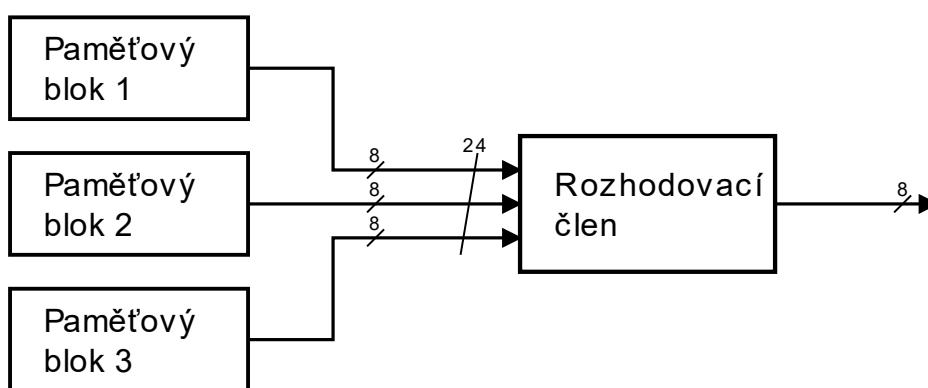 Paměťový
blok 1
24
8
Paměťový
blok 2
8
Rozhodovací
člen
8
8
Paměťový
blok 3